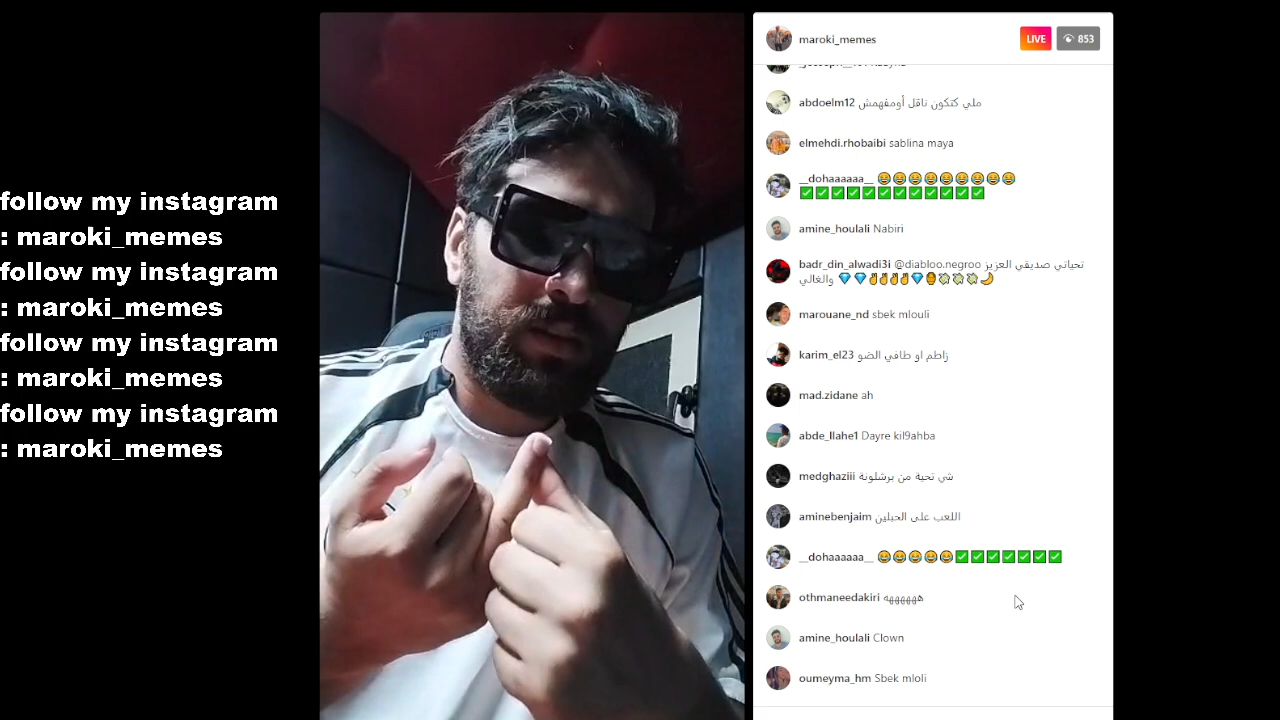 follow my instagram
: maroki_memes
follow my instagram
: maroki_memes
follow my instagram
: maroki_memes
follow my instagram
: maroki_memes
maroki_memes
LIVE
853
abdoelm12 ملي كتكون ناقل أومفهمش
elmehdi.rhobaibi sablina maya
__dohaaaaaa__ 😂😂😂😂😂😂😂😂😂
✅✅✅✅✅✅✅✅✅✅✅✅
amine_houlali Nabiri
badr_din_alwadi3i @diabloo.negroo تحياتي صديقي العزيز
والغالي
marouane_nd sbek mlouli
karim_el23 زاطم او طافي الضو
mad.zidane ah
abde_llahe1 Dayre kil9ahba
medghaziii شي تحية من برشلونة
aminebenjaim اللعب على الحبلين
__dohaaaaaa__ 😂😂😂😂😂✅✅✅✅✅✅✅
othmaneedakiri هههههههه
amine_houlali Clown
oumeyma_hm Sbek mloli